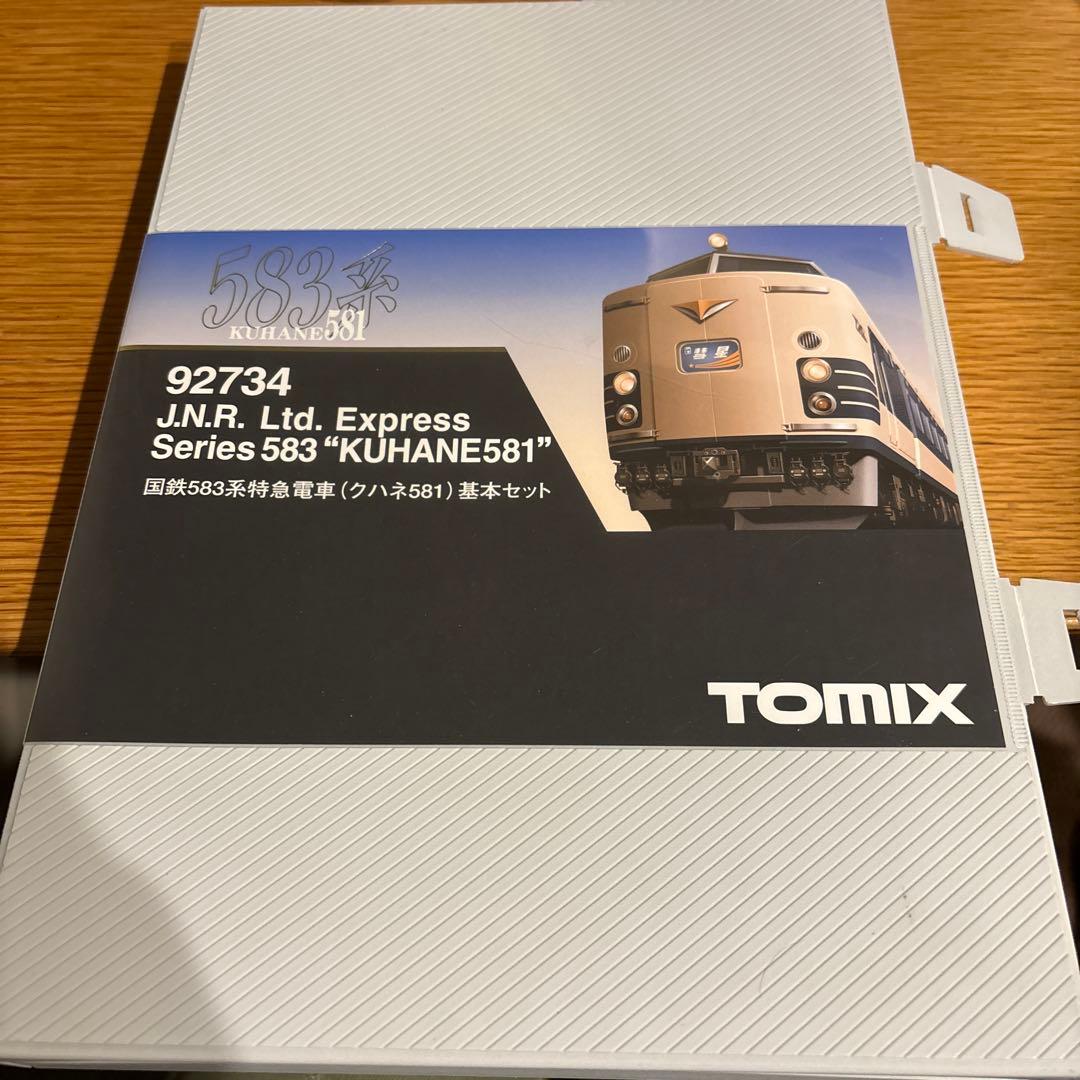 583系
KUHANE581
92734
J.N.R. Ltd. Express
Series 583 “KUHANE581”
国鉄583系特急電車（クハネ581）基本セット
TOMIX